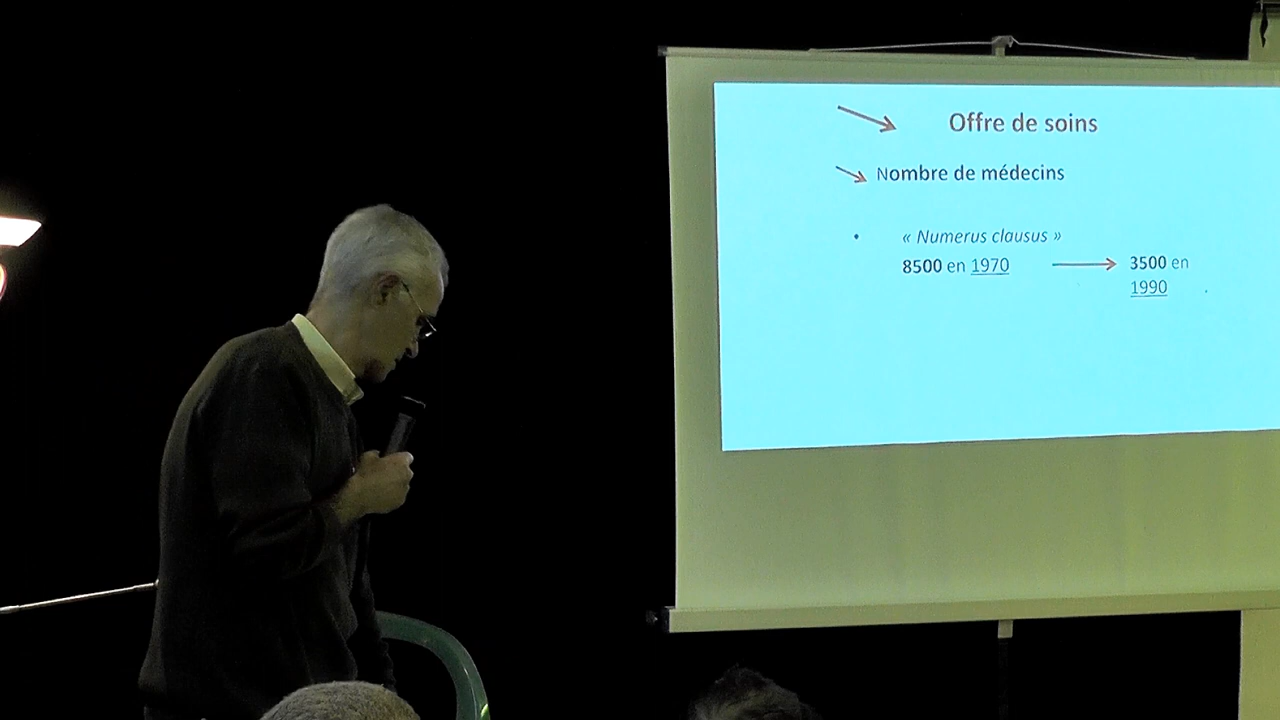 Offre de soins
Nombre de médecins
• « Numerus clausus »
8500 en 1970 → 3500 en
1990